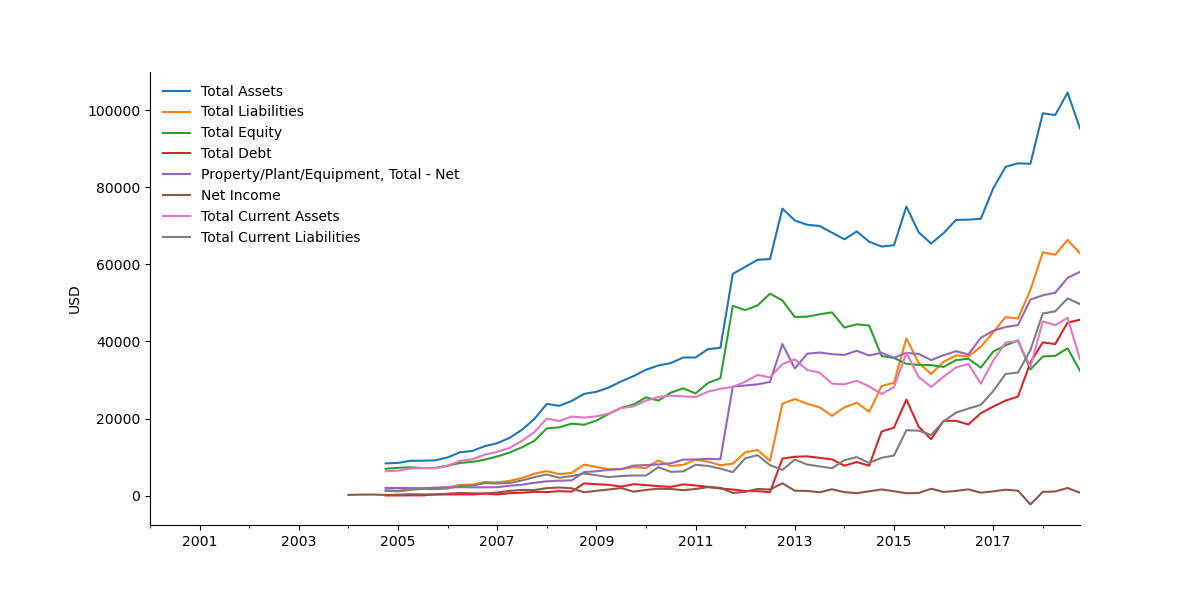 100000
80000
60000
40000
20000
0
USD
Total Assets
Total Liabilities
Total Equity
Total Debt
Property/Plant/Equipment, Total - Net
Net Income
Total Current Assets
Total Current Liabilities
2001 2003 2005 2007 2009 2011 2013 2015 2017